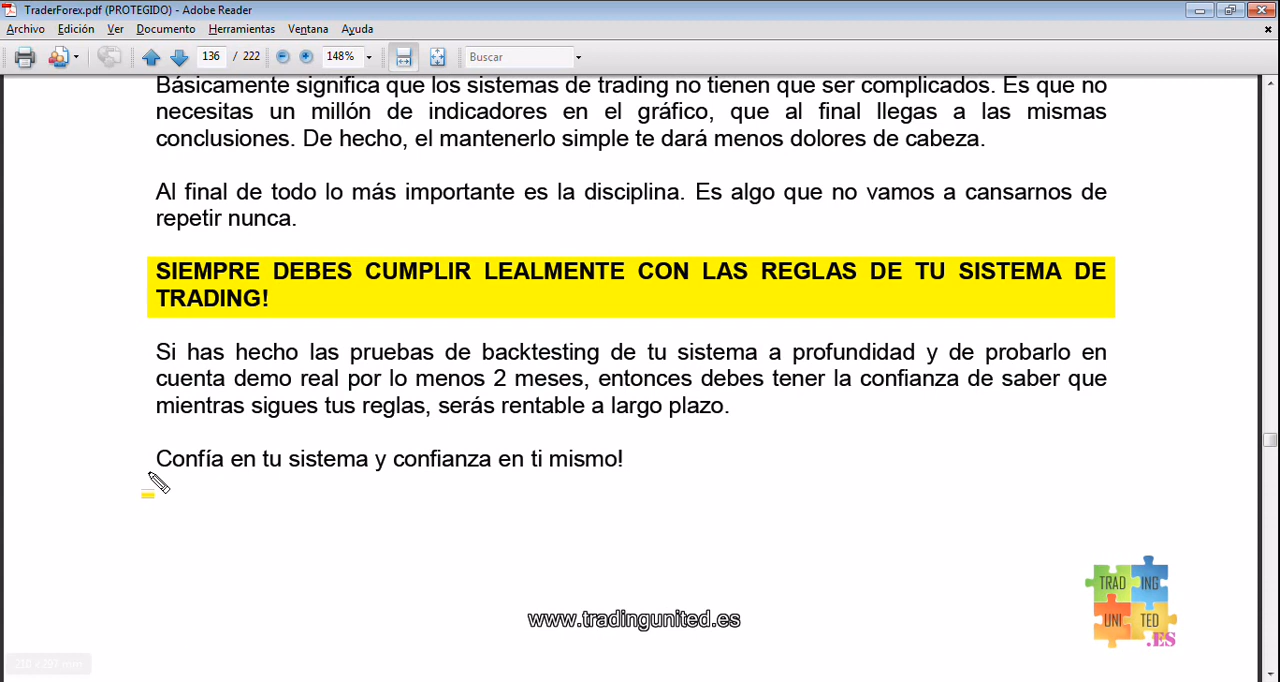 TraderForex.pdf (PROTEGIDO) - Adobe Reader
Archivo Edición Ver Documento Herramientas Ventana Ayuda
136 / 222 148% Buscar
Básicamente significa que los sistemas de trading no tienen que ser complicados. Es que no
necesitas un millón de indicadores en el gráfico, que al final llegas a las mismas
conclusiones. De hecho, el mantenerlo simple te dará menos dolores de cabeza.
Al final de todo lo más importante es la disciplina. Es algo que no vamos a cansarnos de
repetir nunca.
SIEMPRE DEBES CUMPLIR LEALMENTE CON LAS REGLAS DE TU SISTEMA DE
TRADING!
Si has hecho las pruebas de backtesting de tu sistema a profundidad y de probarlo en
cuenta demo real por lo menos 2 meses, entonces debes tener la confianza de saber que
mientras sigues tus reglas, serás rentable a largo plazo.
Confía en tu sistema y confianza en ti mismo!
TRAD ING
UNI TED
.ES
www.tradingunited.es
210 x 297 mm